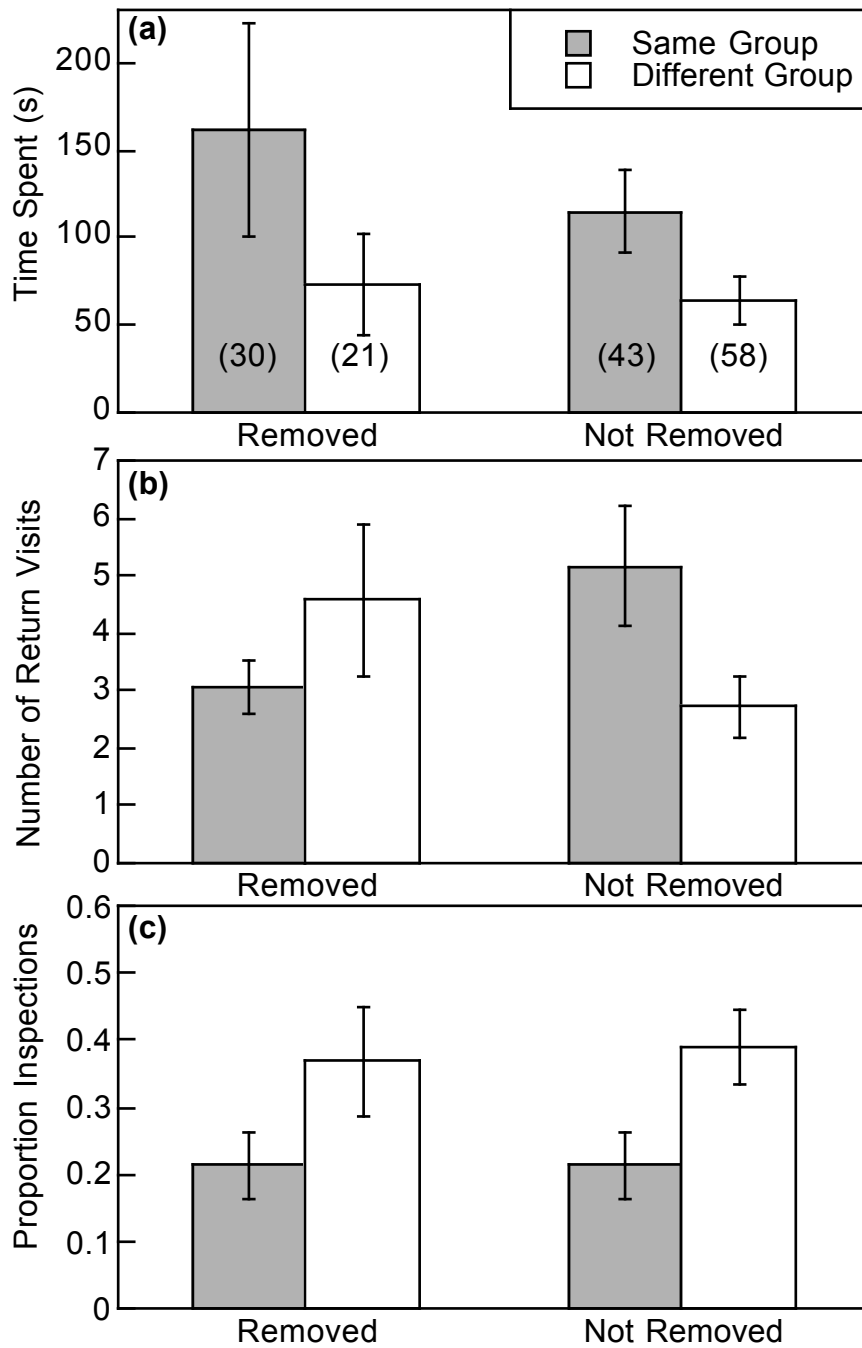 (a)
Same Group
Different Group
Time Spent (s)
200
150
100
50
0
(30) (21) (43) (58)
Removed Not Removed
(b)
Number of Return Visits
7
6
5
4
3
2
1
0
Removed Not Removed
(c)
Proportion Inspections
0.6
0.5
0.4
0.3
0.2
0.1
0
Removed Not Removed